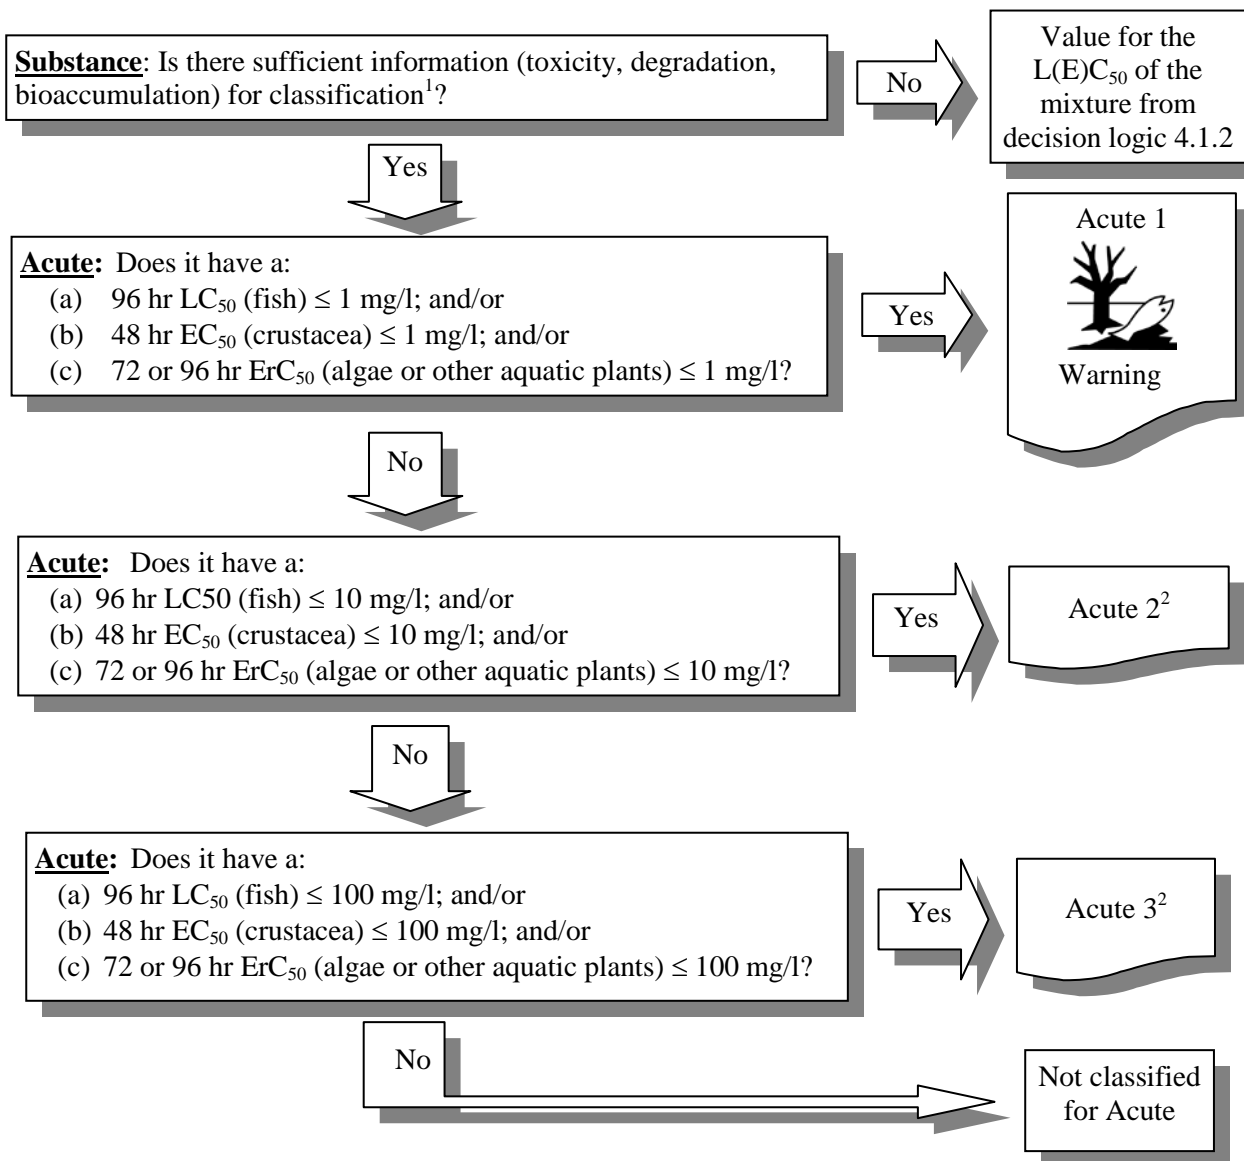 Substance: Is there sufficient information (toxicity, degradation,
bioaccumulation) for classification¹?
No
Value for the
L(E)C₅₀ of the
mixture from
decision logic 4.1.2
Yes
Acute: Does it have a:
(a) 96 hr LC₅₀ (fish) ≤ 1 mg/l; and/or
(b) 48 hr EC₅₀ (crustacea) ≤ 1 mg/l; and/or
(c) 72 or 96 hr ErC₅₀ (algae or other aquatic plants) ≤ 1 mg/l?
Yes
Acute 1
Warning
No
Acute: Does it have a:
(a) 96 hr LC50 (fish) ≤ 10 mg/l; and/or
(b) 48 hr EC₅₀ (crustacea) ≤ 10 mg/l; and/or
(c) 72 or 96 hr ErC₅₀ (algae or other aquatic plants) ≤ 10 mg/l?
Yes
Acute 2²
No
Acute: Does it have a:
(a) 96 hr LC₅₀ (fish) ≤ 100 mg/l; and/or
(b) 48 hr EC₅₀ (crustacea) ≤ 100 mg/l; and/or
(c) 72 or 96 hr ErC₅₀ (algae or other aquatic plants) ≤ 100 mg/l?
Yes
Acute 3²
No
Not classified
for Acute